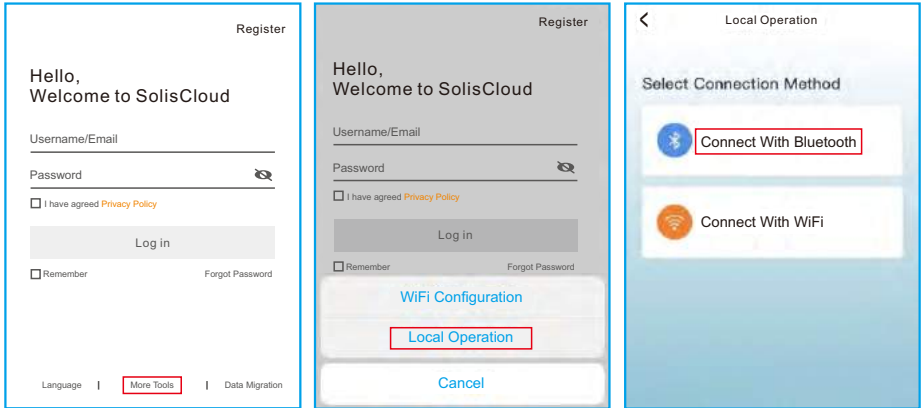 Register
Hello,
Welcome to SolisCloud
Username/Email
Password
I have agreed Privacy Policy
Log in
Remember Forgot Password
Language | More Tools | Data Migration
Register
Hello,
Welcome to SolisCloud
Username/Email
Password
I have agreed Privacy Policy
Log in
Remember Forgot Password
WiFi Configuration
Local Operation
Cancel
Local Operation
Select Connection Method
Connect With Bluetooth
Connect With WiFi